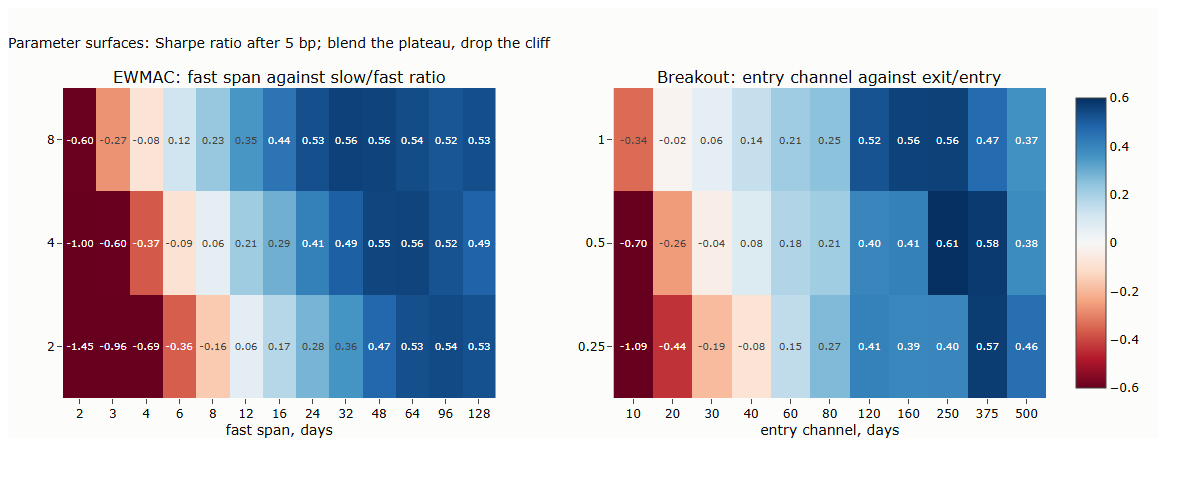 Parameter surfaces: Sharpe ratio after 5 bp; blend the plateau, drop the cliff
EWMAC: fast span against slow/fast ratio
8 -0.60 -0.27 -0.08 0.12 0.23 0.35 0.44 0.53 0.56 0.56 0.54 0.52 0.53
4 -1.00 -0.60 -0.37 -0.09 0.06 0.21 0.29 0.41 0.49 0.55 0.56 0.52 0.49
2 -1.45 -0.96 -0.69 -0.36 -0.16 0.06 0.17 0.28 0.36 0.47 0.53 0.54 0.53
2 3 4 6 8 12 16 24 32 48 64 96 128
fast span, days
Breakout: entry channel against exit/entry
1 -0.34 -0.02 0.06 0.14 0.21 0.25 0.52 0.56 0.56 0.47 0.37
0.5 -0.70 -0.26 -0.04 0.08 0.18 0.21 0.40 0.41 0.61 0.58 0.38
0.25 -1.09 -0.44 -0.19 -0.08 0.15 0.27 0.41 0.39 0.40 0.57 0.46
10 20 30 40 60 80 120 160 250 375 500
entry channel, days
0.6
0.4
0.2
0
−0.2
−0.4
−0.6